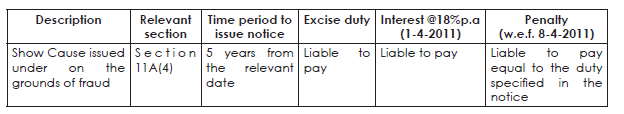 Description
Relevant section
Time period to issue notice
Excise duty
Interest @18%p.a (1-4-2011)
Penalty (w.e.f. 8-4-2011)
Show Cause issued
under on the
grounds of fraud
Section
11A(4)
5 years from
the relevant
date
Liable to
pay
Liable to pay
Liable to pay
equal to the duty
specified in the
notice